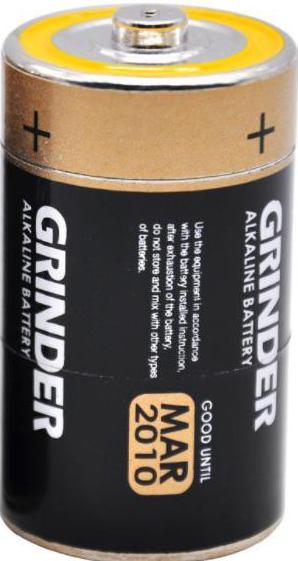 +
+
GRINDER
ALKALINE BATTERY
Use the equipment in accordance
with the battery installed instruction,
after exhaustion of the battery,
do not store and mix with other types
of batteries.
GOOD UNTIL
MAR
2010
GRINDER
ALKALINE BATTERY